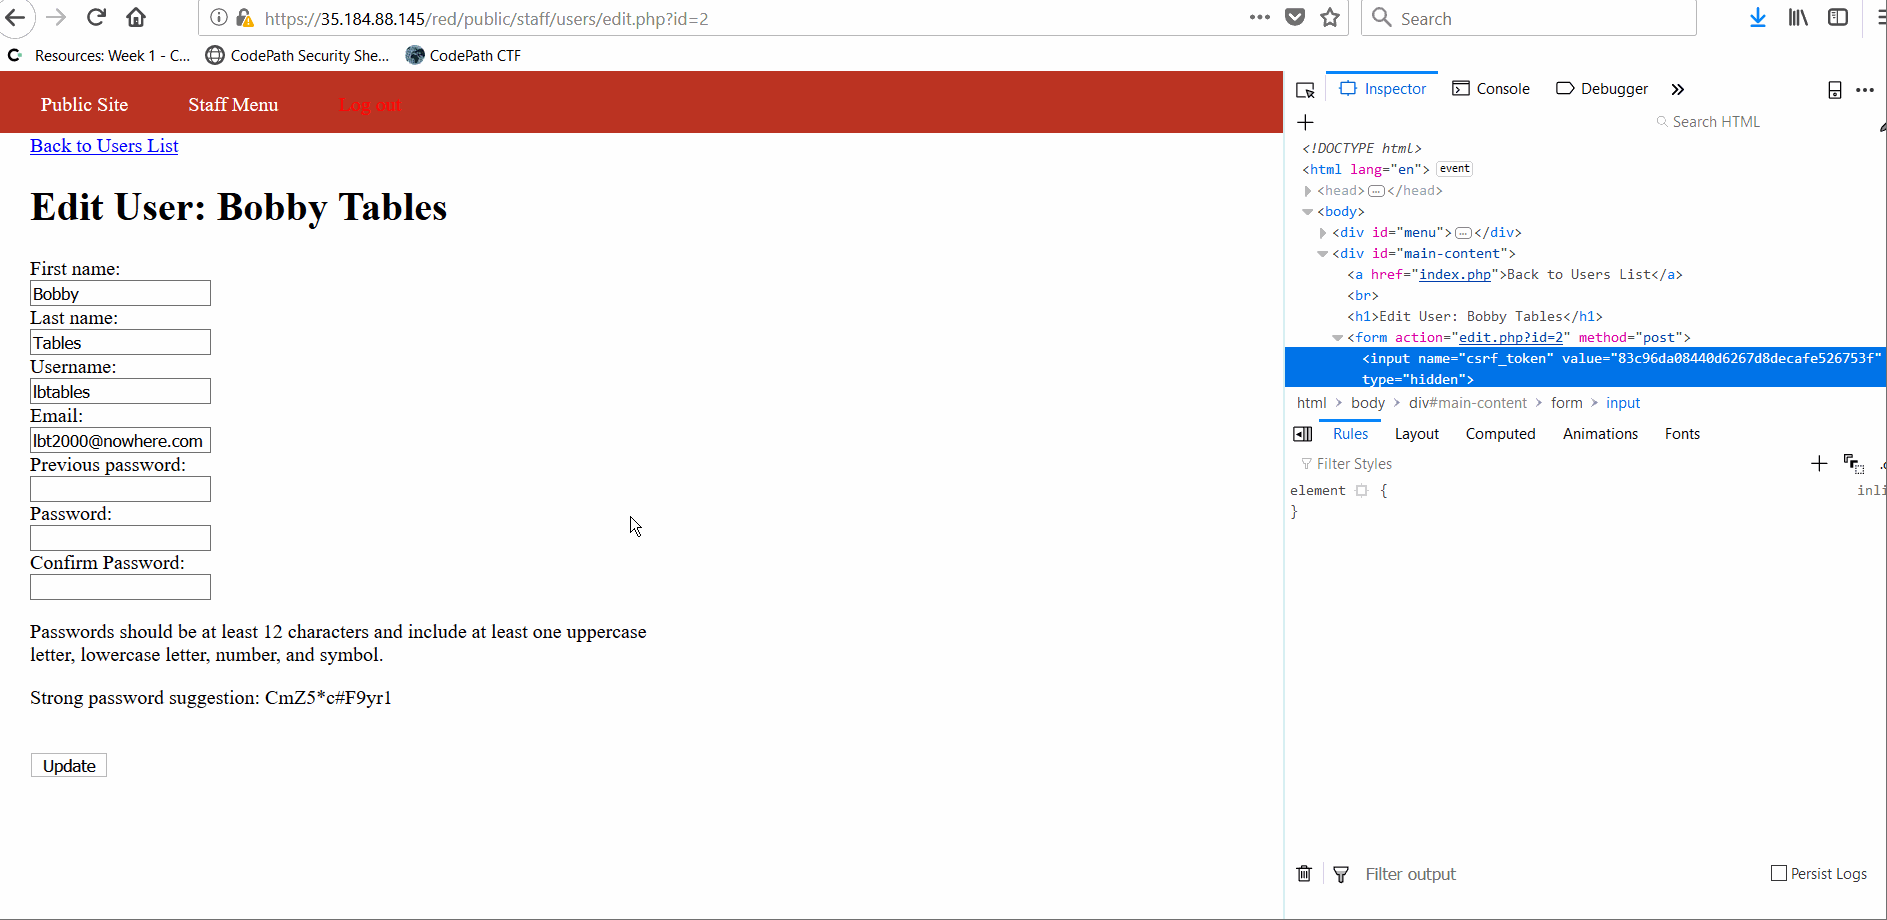 https://35.184.88.145/red/public/staff/users/edit.php?id=2
Search
Resources: Week 1 - C...
CodePath Security She...
CodePath CTF
Public Site
Staff Menu
Log out
Back to Users List
Edit User: Bobby Tables
First name:
Bobby
Last name:
Tables
Username:
lbtables
Email:
lbt2000@nowhere.com
Previous password:
Password:
Confirm Password:
Passwords should be at least 12 characters and include at least one uppercase
letter, lowercase letter, number, and symbol.
Strong password suggestion: CmZ5*c#F9yr1
Update
Inspector
Console
Debugger
Search HTML
<!DOCTYPE html>
<html lang="en"> event
<head>…</head>
<body>
<div id="menu">…</div>
<div id="main-content">
<a href="index.php">Back to Users List</a>
<br>
<h1>Edit User: Bobby Tables</h1>
<form action="edit.php?id=2" method="post">
<input name="csrf_token" value="83c96da08440d6267d8decafe526753f"
type="hidden">
html > body > div#main-content > form > input
Rules
Layout
Computed
Animations
Fonts
Filter Styles
.c
element { inli
}
Filter output
Persist Logs